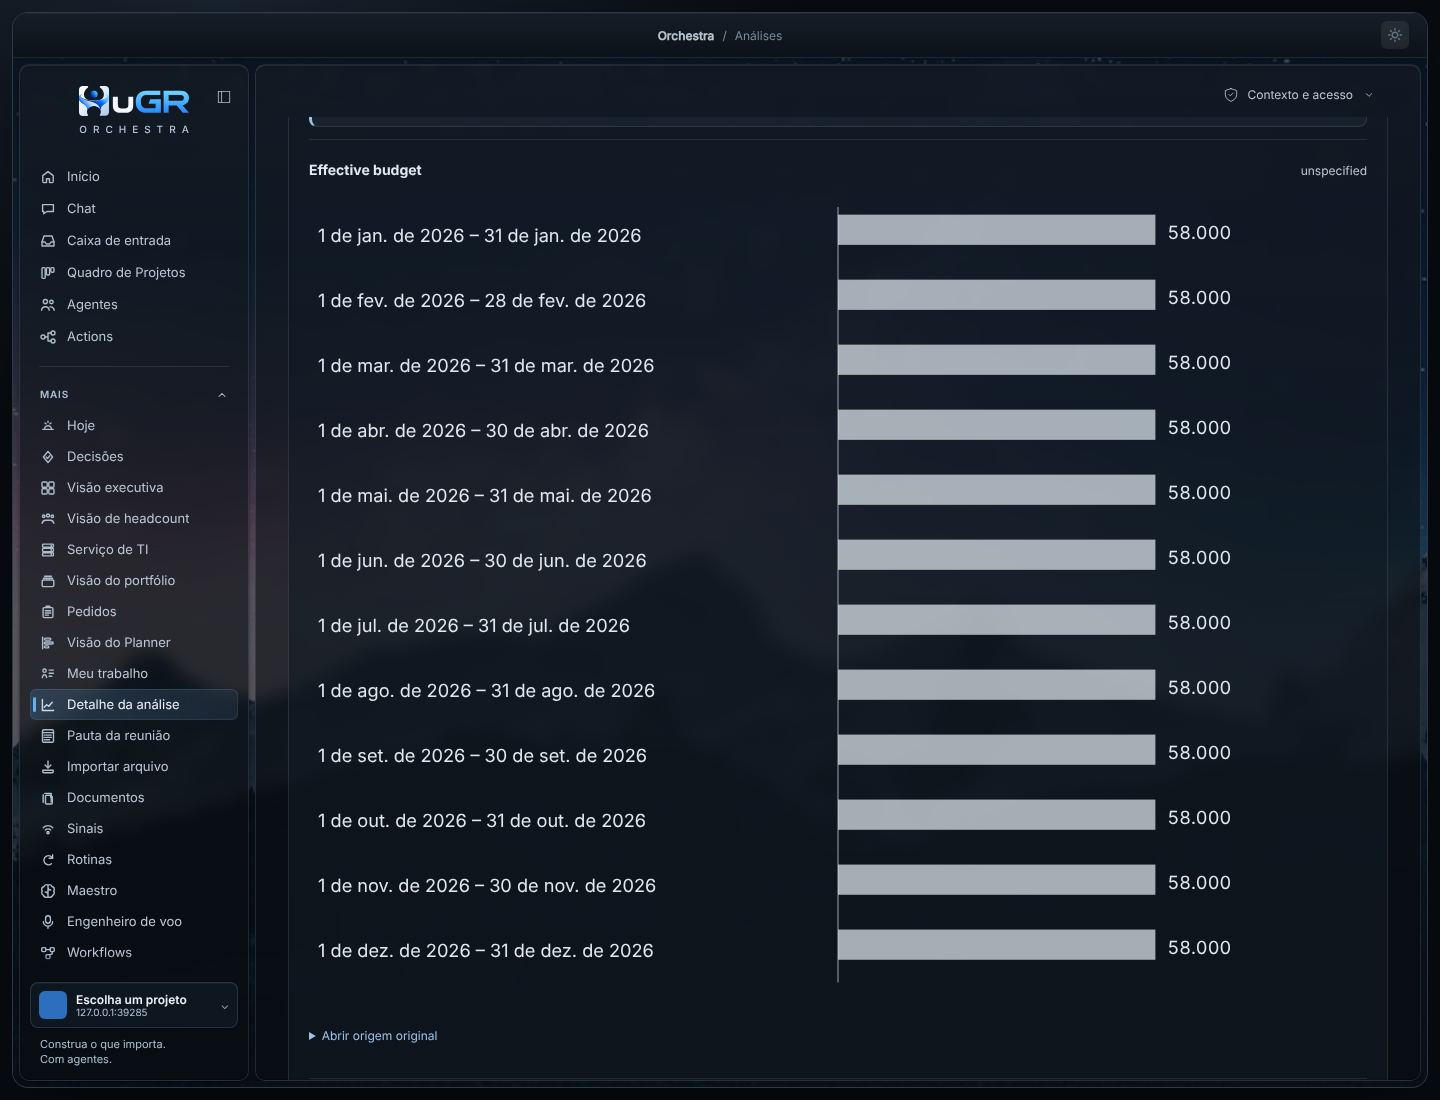 Orchestra / Análises
HuGR
ORCHESTRA
Contexto e acesso
Início
Chat
Caixa de entrada
Quadro de Projetos
Agentes
Actions
MAIS
Hoje
Decisões
Visão executiva
Visão de headcount
Serviço de TI
Visão do portfólio
Pedidos
Visão do Planner
Meu trabalho
Detalhe da análise
Pauta da reunião
Importar arquivo
Documentos
Sinais
Rotinas
Maestro
Engenheiro de voo
Workflows
Escolha um projeto
127.0.0.1:39285
Construa o que importa.
Com agentes.
Effective budget unspecified
1 de jan. de 2026 – 31 de jan. de 2026 58.000
1 de fev. de 2026 – 28 de fev. de 2026 58.000
1 de mar. de 2026 – 31 de mar. de 2026 58.000
1 de abr. de 2026 – 30 de abr. de 2026 58.000
1 de mai. de 2026 – 31 de mai. de 2026 58.000
1 de jun. de 2026 – 30 de jun. de 2026 58.000
1 de jul. de 2026 – 31 de jul. de 2026 58.000
1 de ago. de 2026 – 31 de ago. de 2026 58.000
1 de set. de 2026 – 30 de set. de 2026 58.000
1 de out. de 2026 – 31 de out. de 2026 58.000
1 de nov. de 2026 – 30 de nov. de 2026 58.000
1 de dez. de 2026 – 31 de dez. de 2026 58.000
Abrir origem original